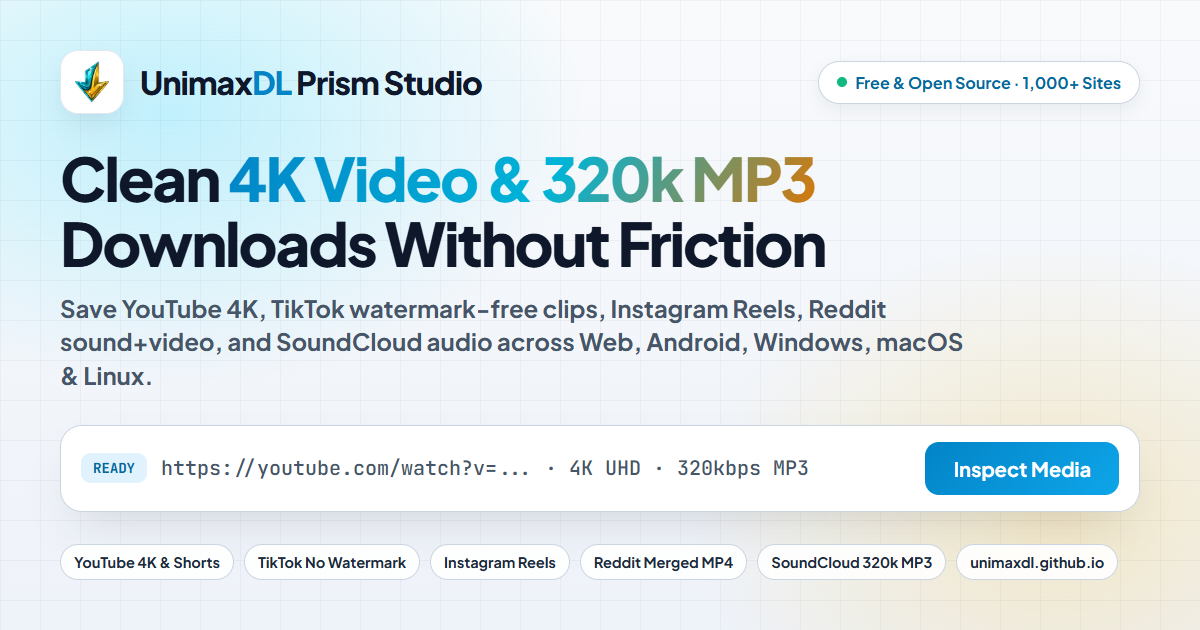 UnimaxDL Prism Studio
Free & Open Source · 1,000+ Sites
Clean 4K Video & 320k MP3
Downloads Without Friction
Save YouTube 4K, TikTok watermark-free clips, Instagram Reels, Reddit
sound+video, and SoundCloud audio across Web, Android, Windows, macOS
& Linux.
READY https://youtube.com/watch?v=... · 4K UHD · 320kbps MP3
Inspect Media
YouTube 4K & Shorts
TikTok No Watermark
Instagram Reels
Reddit Merged MP4
SoundCloud 320k MP3
unimaxdl.github.io